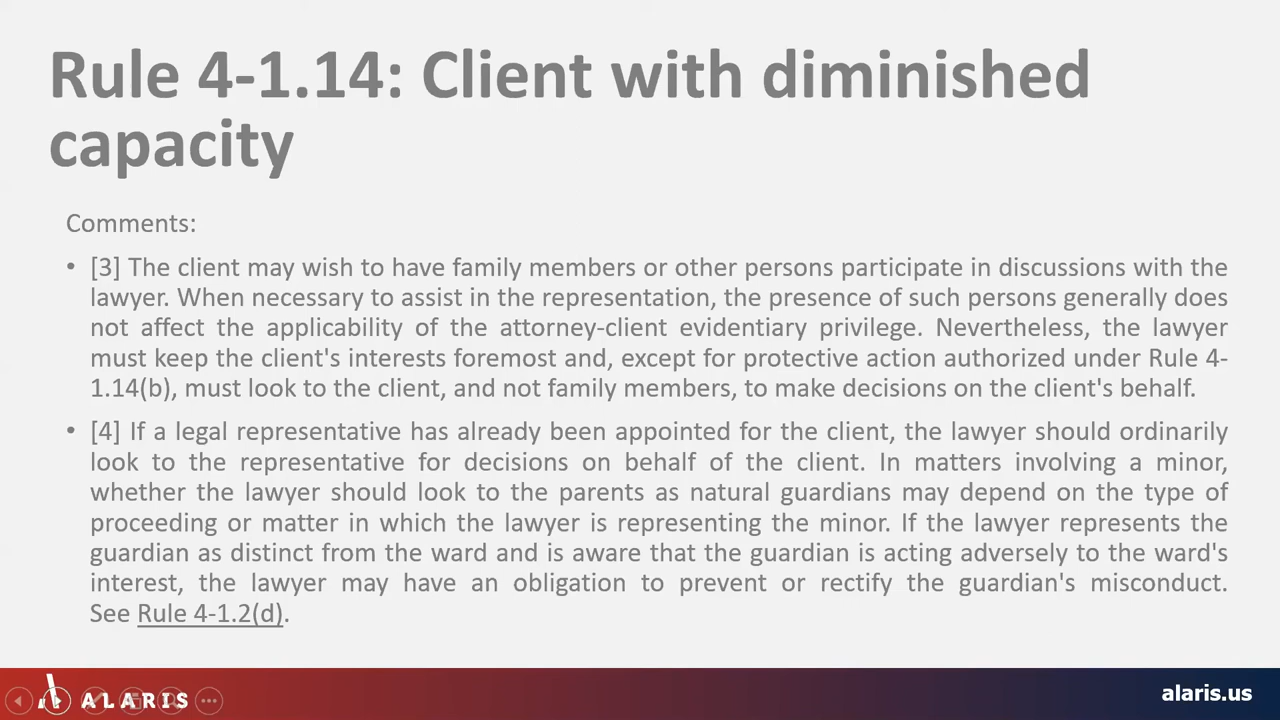 Rule 4-1.14: Client with diminished
capacity
Comments:
• [3] The client may wish to have family members or other persons participate in discussions with the
lawyer. When necessary to assist in the representation, the presence of such persons generally does
not affect the applicability of the attorney-client evidentiary privilege. Nevertheless, the lawyer
must keep the client's interests foremost and, except for protective action authorized under Rule 4-
1.14(b), must look to the client, and not family members, to make decisions on the client's behalf.
• [4] If a legal representative has already been appointed for the client, the lawyer should ordinarily
look to the representative for decisions on behalf of the client. In matters involving a minor,
whether the lawyer should look to the parents as natural guardians may depend on the type of
proceeding or matter in which the lawyer is representing the minor. If the lawyer represents the
guardian as distinct from the ward and is aware that the guardian is acting adversely to the ward's
interest, the lawyer may have an obligation to prevent or rectify the guardian's misconduct.
See Rule 4-1.2(d).
ALARIS
alaris.us